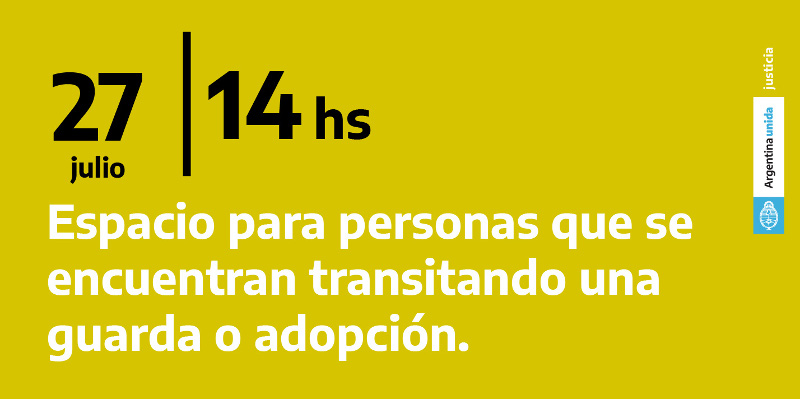 27
julio
14 hs
Espacio para personas que se
encuentran transitando una
guarda o adopción.
justicia
Argentina unida